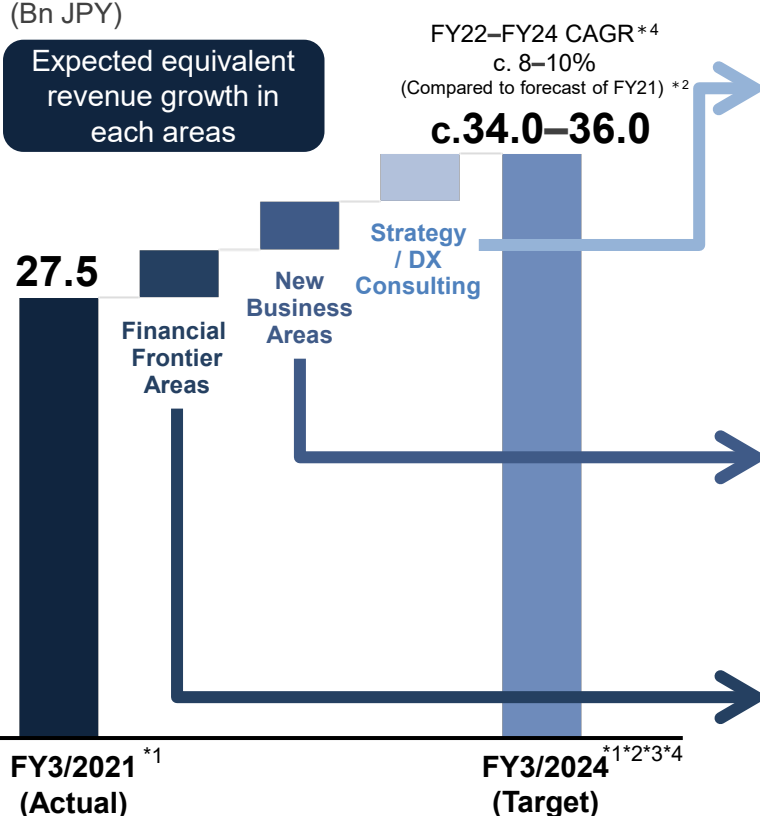 (Bn JPY)
Expected equivalent
revenue growth in
each areas
FY22–FY24 CAGR*4
c. 8–10%
(Compared to forecast of FY21) *2
c.34.0–36.0
27.5
Financial
Frontier
Areas
New
Business
Areas
Strategy
/ DX
Consulting
FY3/2021 *1
(Actual)
FY3/2024 *1*2*3*4
(Target)